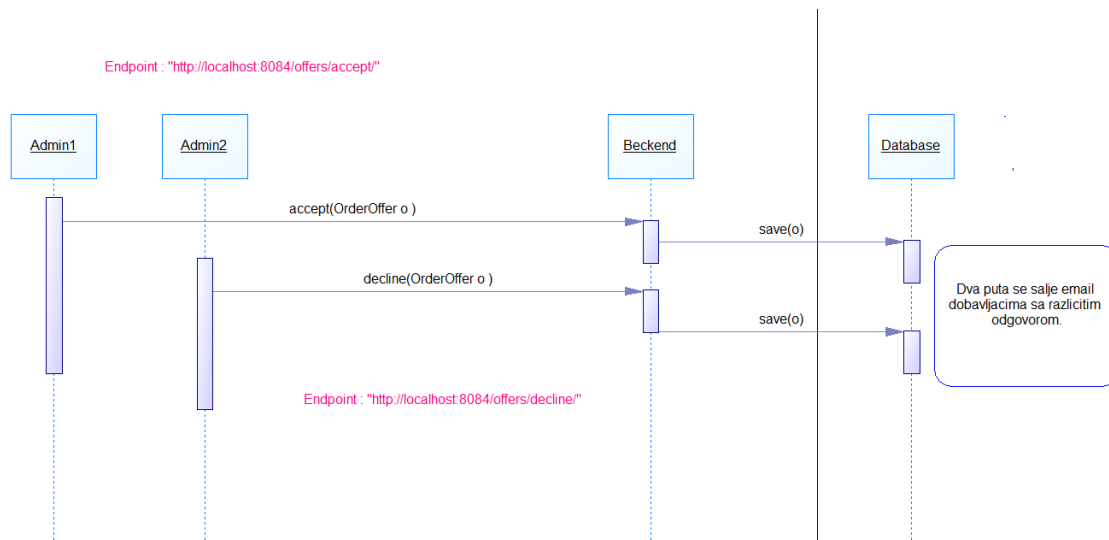 Endpoint : "http://localhost:8084/offers/accept/"
Admin1
Admin2
Beckend
Database
accept(OrderOffer o )
save(o)
decline(OrderOffer o )
save(o)
Dva puta se salje email
dobavljacima sa razlicitim
odgovorom.
Endpoint : "http://localhost:8084/offers/decline/"